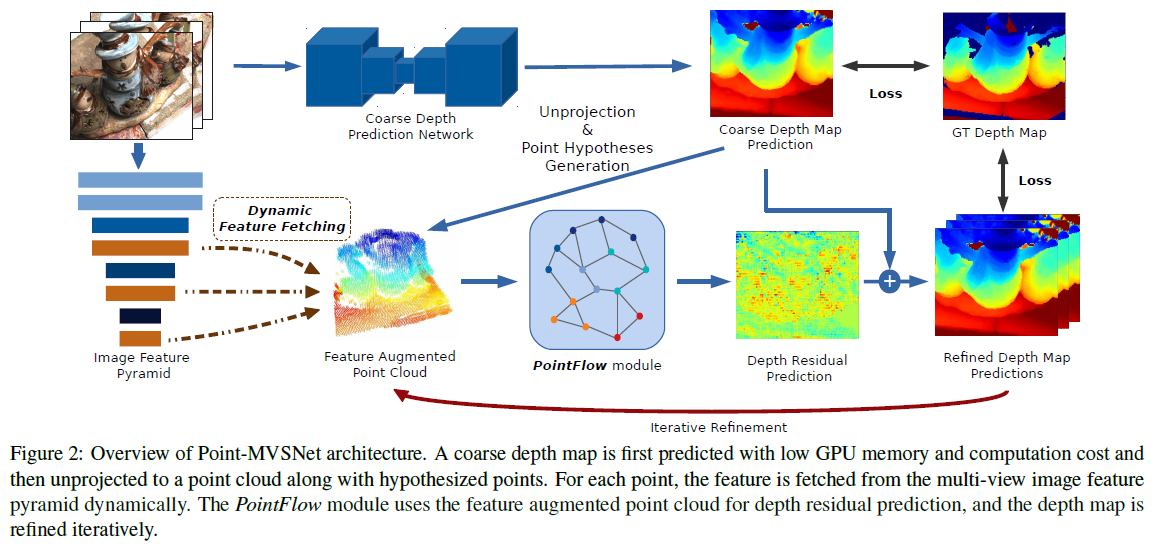 Coarse Depth
Prediction Network
Unprojection
&
Point Hypotheses
Generation
Coarse Depth Map
Prediction
Loss
GT Depth Map
Loss
Dynamic
Feature Fetching
Image Feature
Pyramid
Feature Augmented
Point Cloud
PointFlow module
Depth Residual
Prediction
+
Refined Depth Map
Predictions
Iterative Refinement
Figure 2: Overview of Point-MVSNet architecture. A coarse depth map is first predicted with low GPU memory and computation cost and
then unprojected to a point cloud along with hypothesized points. For each point, the feature is fetched from the multi-view image feature
pyramid dynamically. The PointFlow module uses the feature augmented point cloud for depth residual prediction, and the depth map is
refined iteratively.